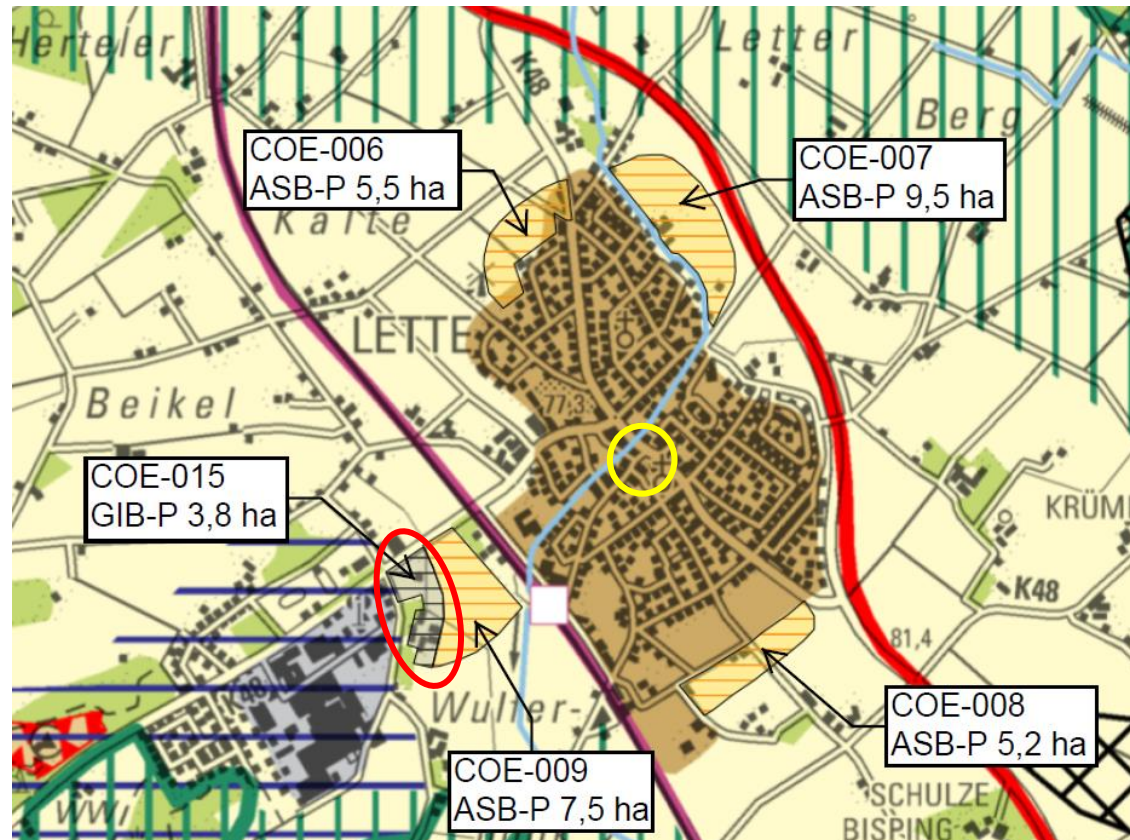 Herteler
K48
Letter
Berg
COE-006
ASB-P 5,5 ha
COE-007
ASB-P 9,5 ha
Kalte
LETTE
77,3
Beikel
COE-015
GIB-P 3,8 ha
KRÜM
K48
81,4
K48
Wulfer-
COE-008
ASB-P 5,2 ha
COE-009
ASB-P 7,5 ha
SCHULZE
BISPING